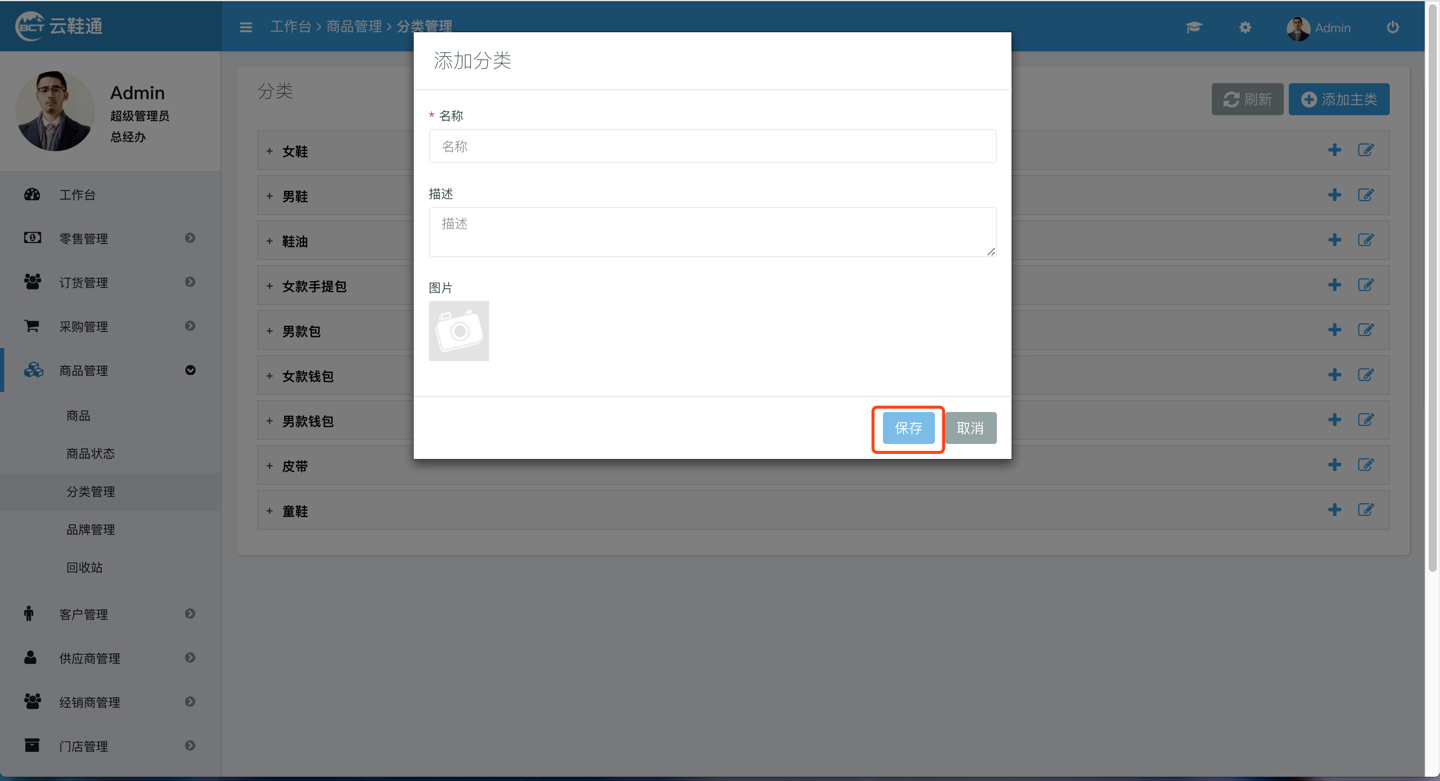 BCT 云鞋通
工作台 > 商品管理 > 分类管理
Admin
Admin
超级管理员
总经办
工作台
零售管理
订货管理
采购管理
商品管理
商品
商品状态
分类管理
品牌管理
回收站
客户管理
供应商管理
经销商管理
门店管理
分类
刷新
添加主类
+ 女鞋
+ 男鞋
+ 鞋油
+ 女款手提包
+ 男款包
+ 女款钱包
+ 男款钱包
+ 皮带
+ 童鞋
添加分类
* 名称
名称
描述
描述
图片
保存
取消